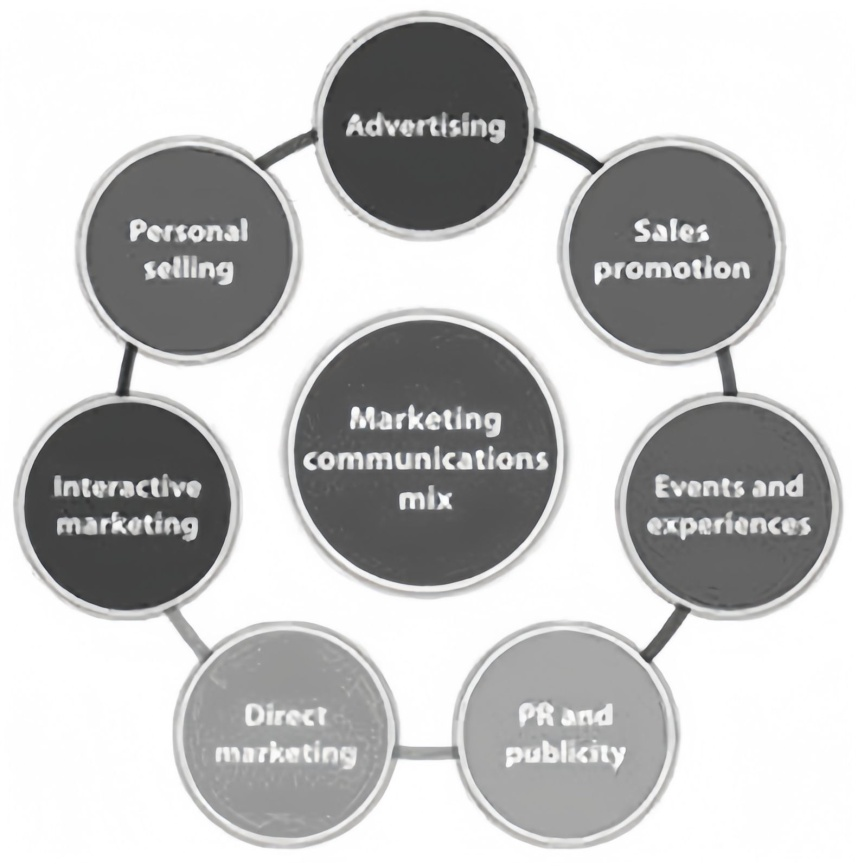 Advertising
Sales
promotion
Events and
experiences
PR and
publicity
Direct
marketing
Interactive
marketing
Personal
selling
Marketing
communications
mix